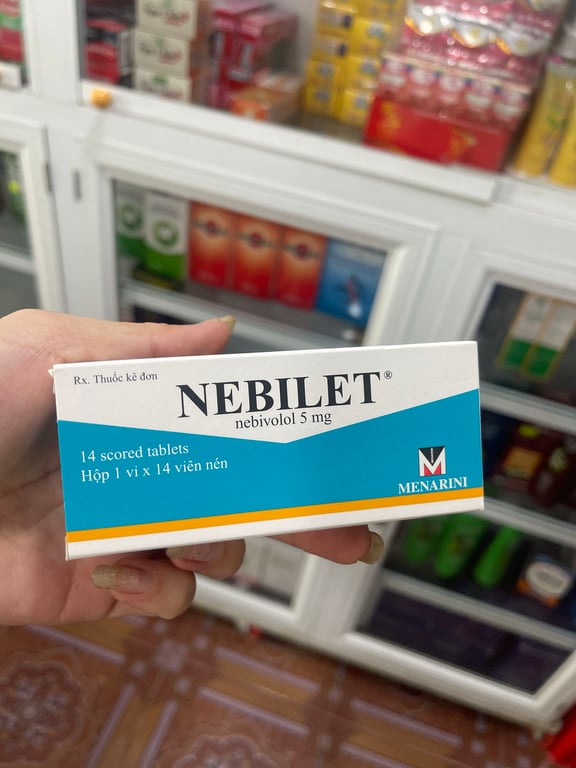 Rx. Thuốc kê đơn
NEBILET®
nebivolol 5 mg
14 scored tablets
Hộp 1 vỉ x 14 viên nén
MENARINI